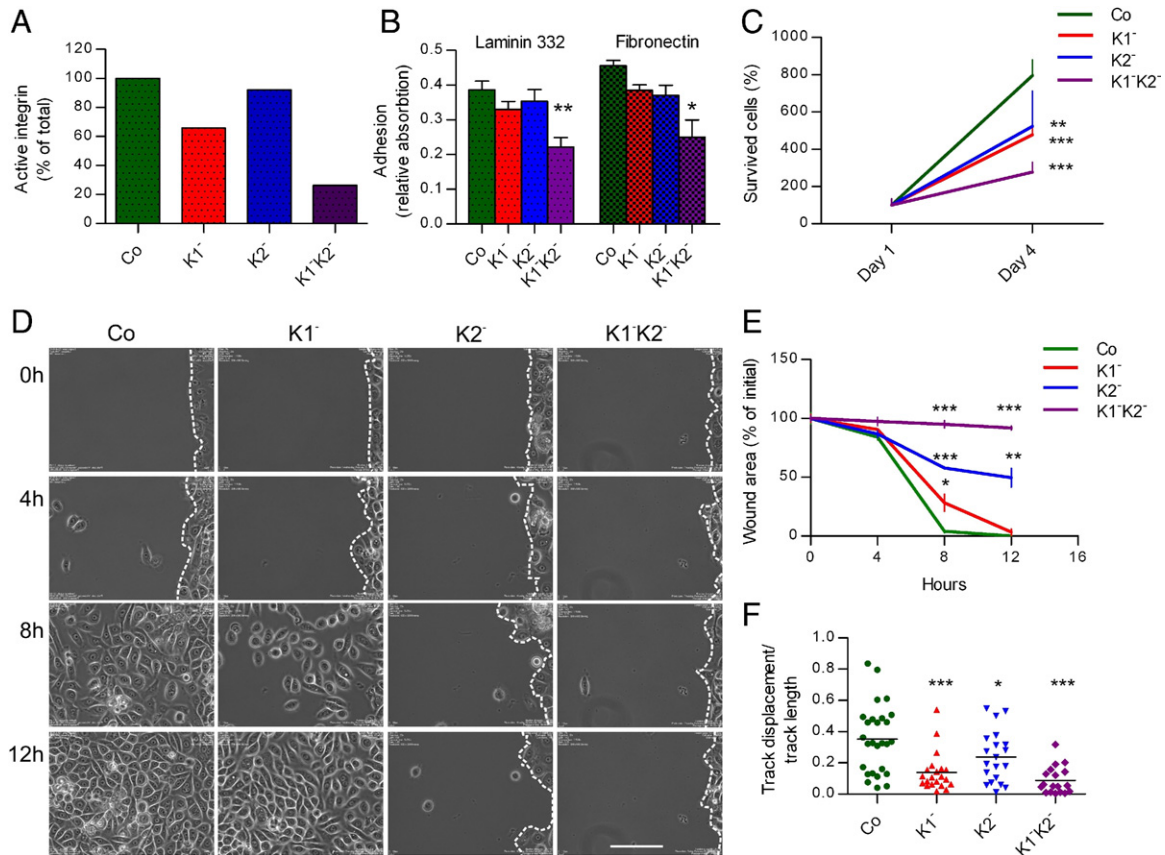 A
Active integrin
(% of total)
120
100
80
60
40
20
0
Co
K1-
K2-
K1-K2-
B
Laminin 332
Fibronectin
Adhesion
(relative absorbtion)
0.5
0.4
0.3
0.2
0.1
0.0
**
*
Co
K1-
K2-
K1-K2-
Co
K1-
K2-
K1-K2-
C
Co
K1-
K2-
K1-K2-
Survived cells (%)
1000
800
600
400
200
0
**
***
***
Day 1
Day 4
D
Co
K1-
K2-
K1-K2-
0h
4h
8h
12h
E
Co
K1-
K2-
K1-K2-
Wound area (% of initial)
150
100
50
0
*** ***
*** **
*
0 4 8 12 16
Hours
F
Track displacement/
track length
1.0
0.8
0.6
0.4
0.2
0.0
*** * ***
Co
K1-
K2-
K1-K2-